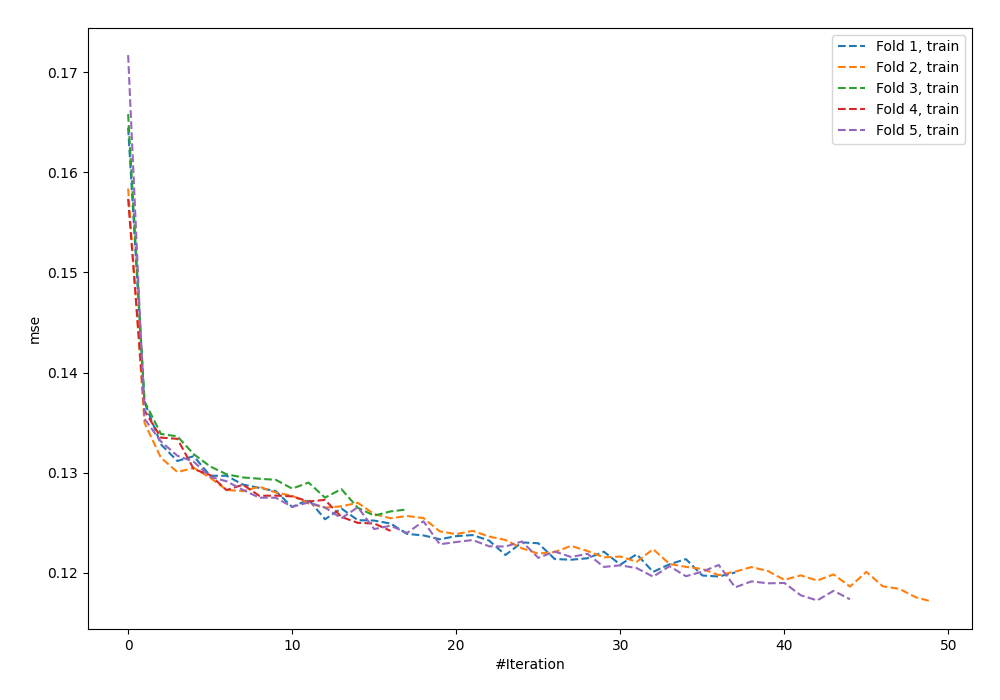 Fold 1, train
Fold 2, train
Fold 3, train
Fold 4, train
Fold 5, train
0.17
0.16
0.15
0.14
0.13
0.12
mse
0
10
20
30
40
50
#Iteration